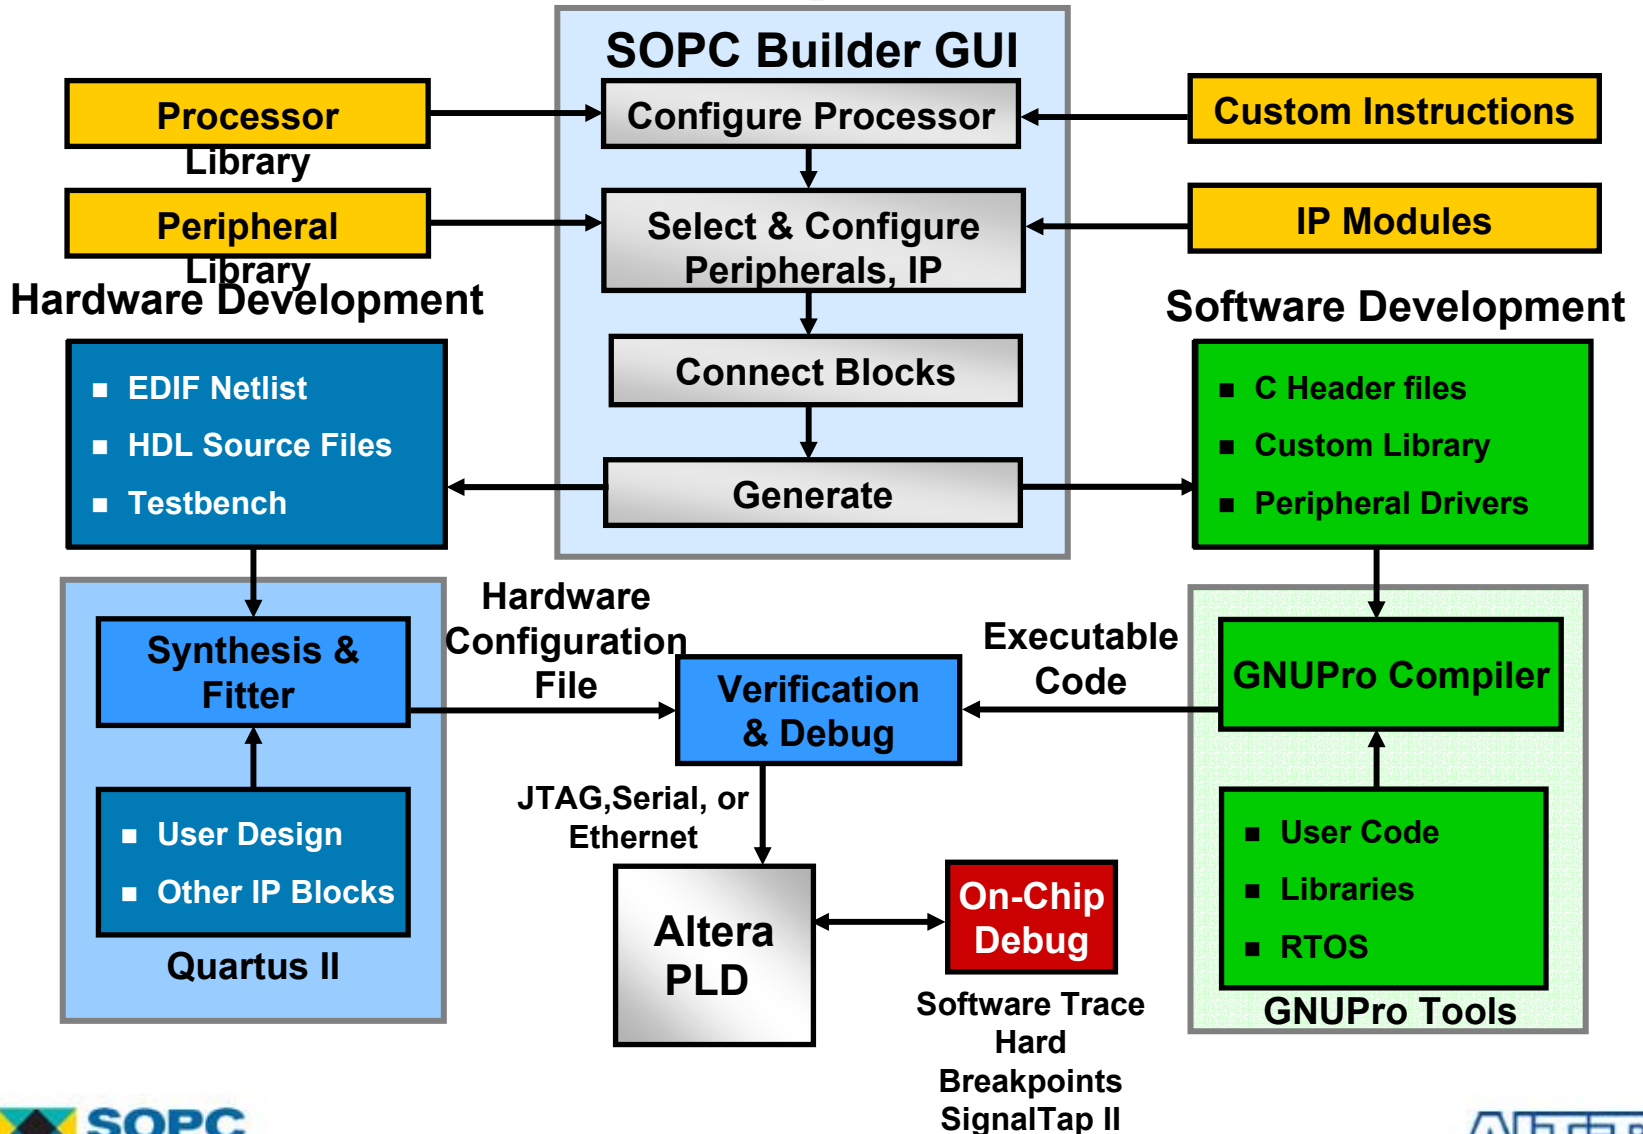 SOPC Builder GUI
Processor
Library
Configure Processor
Custom Instructions
Peripheral
Library
Select & Configure
Peripherals, IP
IP Modules
Hardware Development
Software Development
■ EDIF Netlist
■ HDL Source Files
■ Testbench
Connect Blocks
Generate
■ C Header files
■ Custom Library
■ Peripheral Drivers
Synthesis &
Fitter
Hardware
Configuration
File
Verification
& Debug
Executable
Code
GNUPro Compiler
■ User Design
■ Other IP Blocks
Quartus II
JTAG,Serial, or
Ethernet
Altera
PLD
On-Chip
Debug
Software Trace
Hard
Breakpoints
SignalTap II
■ User Code
■ Libraries
■ RTOS
GNUPro Tools
SOPC